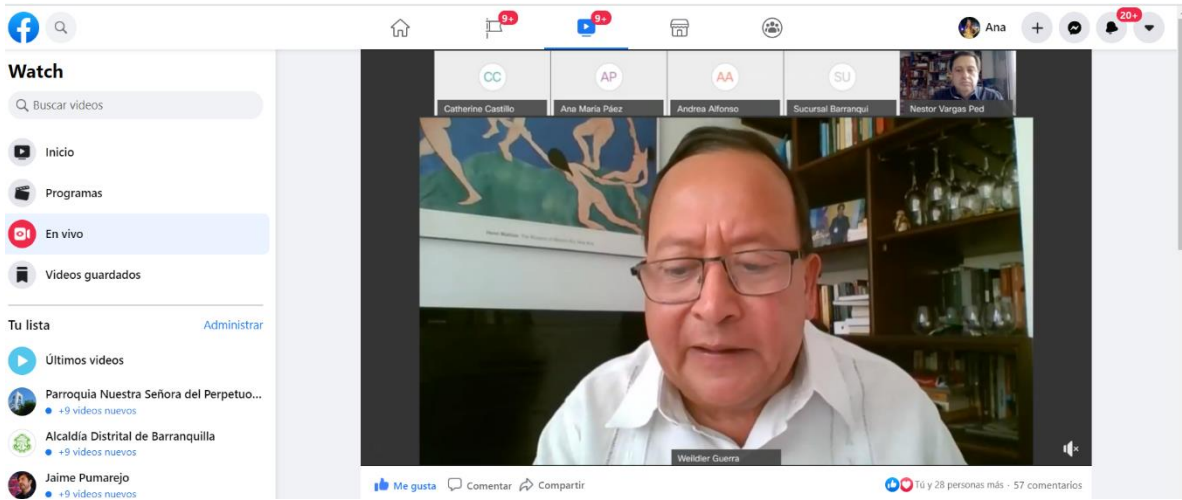 9+
9+
Ana
20+
Watch
Buscar videos
Inicio
Programas
En vivo
Videos guardados
Tu lista
Administrar
Últimos videos
Parroquia Nuestra Señora del Perpetuo...
+9 videos nuevos
Alcaldía Distrital de Barranquilla
+9 videos nuevos
Jaime Pumarejo
+9 videos nuevos
CC
AP
AA
SU
Catherine Castillo
Ana María Páez
Andrea Alfonso
Sucursal Barranqui
Nestor Vargas Ped
Weildler Guerra
Me gusta
Comentar
Compartir
Tú y 28 personas más · 57 comentarios